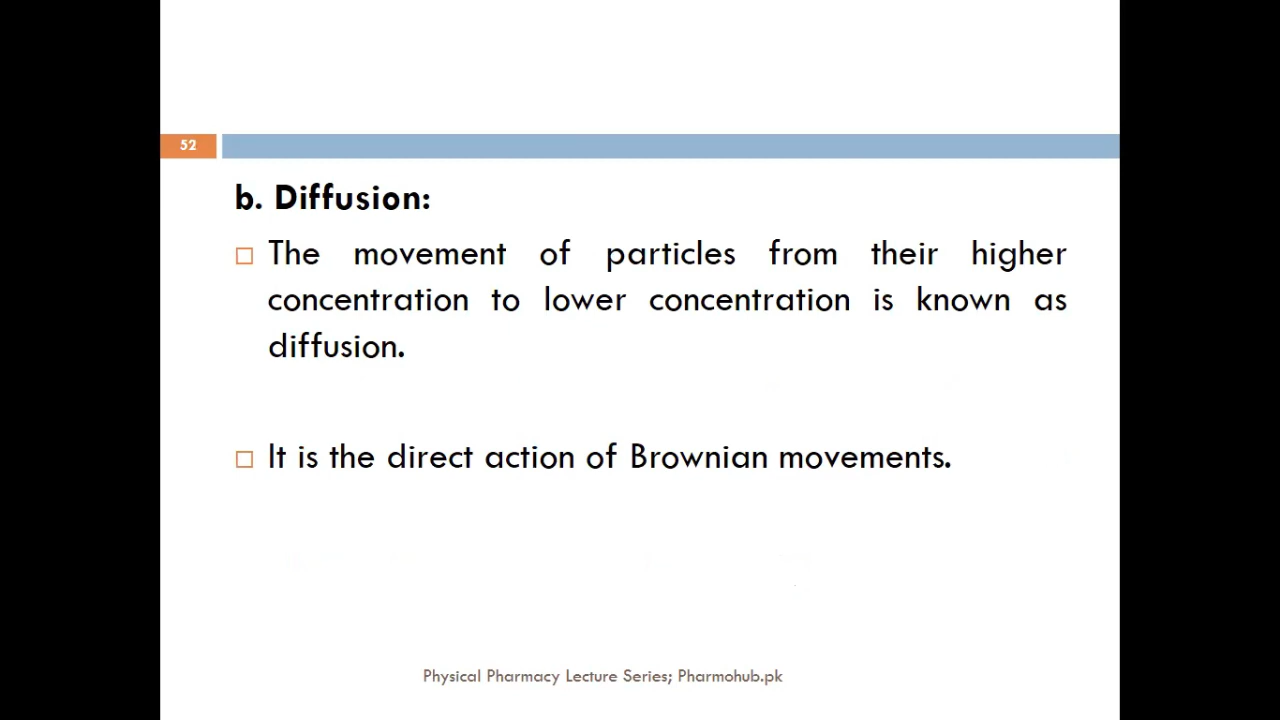 52
b. Diffusion:
The movement of particles from their higher
concentration to lower concentration is known as
diffusion.
It is the direct action of Brownian movements.
Physical Pharmacy Lecture Series; Pharmohub.pk